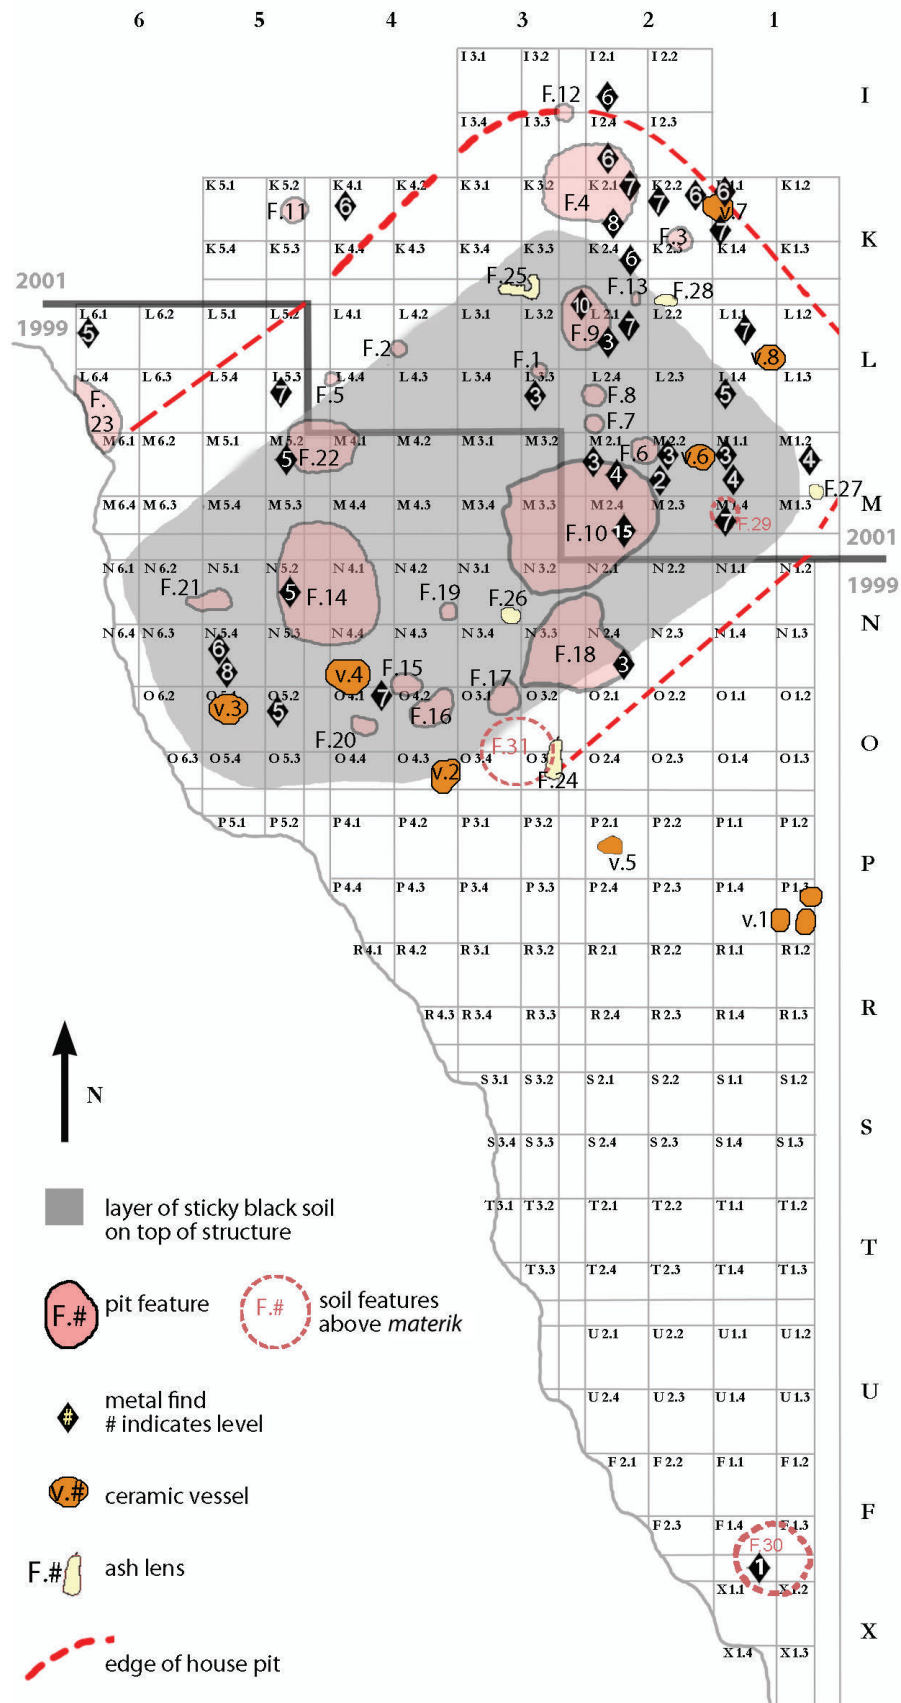 6 5 4 3 2 1
I 3.1 I 3.2 I 2.1 I 2.2
I
F.12 6
I 3.4 I 3.3 I 2.4 I 2.3
6
K 5.1 K 5.2 K 4.1 K 4.2 K 3.1 K 3.2 K 2.1 7 K 2.2 6 6 1.1 K 1.2
F.11 6 F.4 7 v.7
8 F.3 7
K
K 5.4 K 5.3 K 4.4 K 4.3 K 3.4 K 3.3 K 2.4 K 2.3 K 1.4 K 1.3
6
2001
F.25 F.13 F.28
10
1999
L 6.1 L 5.1 L 5.2 L 4.1 L 4.2 L 3.1 L 3.2 L 2.1 L 2.2 L 1.1 L 1.2
5 F.2 F.9 3 7 7 v.8
L
F.1
L 6.4 L 6.3 L 5.4 L 5.3 L 4.4 L 4.3 L 3.4 L 3.3 L 2.4 L 2.3 L 1.4 L 1.3
F.
23
7 F.5 3 F.8 5
F.7
M 6.1 M 6.2 M 5.1 M 5.2 M 4.1 M 4.2 M 3.1 M 3.2 M 2.1 M 2.2 M 1.1 M 1.2
5 F.22 3 4 F.6 3 2 v.6 3 4 4
F.27
M 6.4 M 6.3 M 5.4 M 5.3 M 4.4 M 4.3 M 3.4 M 3.3 M 2.4 M 2.3 M 1.4 M 1.3
M
F.10 15 7 F.29
2001
N 6.1 N 6.2 N 5.1 N 5.2 N 4.1 N 4.2 N 3.1 N 3.2 N 2.1 N 2.2 N 1.1 N 1.2
1999
F.21 5 F.14 F.19 F.26
N
N 6.4 N 6.3 N 5.4 N 5.3 N 4.4 N 4.3 N 3.4 N 3.3 N 2.4 N 2.3 N 1.4 N 1.3
6 8 v.4 F.15 F.17 F.18 3
O 6.2 O 5.1 O 5.2 O 4.1 7 O 4.2 O 3.1 O 3.2 O 2.1 O 2.2 O 1.1 O 1.2
v.3 5 F.16
F.20 F.31
O
O 6.3 O 5.4 O 5.3 O 4.4 O 4.3 O 3.4 O 3 O 2.4 O 2.3 O 1.4 O 1.3
v.2 F.24
P 5.1 P 5.2 P 4.1 P 4.2 P 3.1 P 3.2 P 2.1 P 2.2 P 1.1 P 1.2
v.5
P
P 4.4 P 4.3 P 3.4 P 3.3 P 2.4 P 2.3 P 1.4 P 1.3
v.1
R 4.1 R 4.2 R 3.1 R 3.2 R 2.1 R 2.2 R 1.1 R 1.2
R
R 4.3 R 3.4 R 3.3 R 2.4 R 2.3 R 1.4 R 1.3
S 3.1 S 3.2 S 2.1 S 2.2 S 1.1 S 1.2
N
S
S 3.4 S 3.3 S 2.4 S 2.3 S 1.4 S 1.3
T 3.1 T 3.2 T 2.1 T 2.2 T 1.1 T 1.2
T
T 3.3 T 2.4 T 2.3 T 1.4 T 1.3
U 2.1 U 2.2 U 1.1 U 1.2
U
U 2.4 U 2.3 U 1.4 U 1.3
F 2.1 F 2.2 F 1.1 F 1.2
F
F 2.3 F 1.4 F 1.3
F.30
1
X 1.1 X 1.2
X
X 1.4 X 1.3
layer of sticky black soil
on top of structure
F.# pit feature
F.# soil features
above materik
# metal find
# indicates level
v.# ceramic vessel
F.# ash lens
edge of house pit